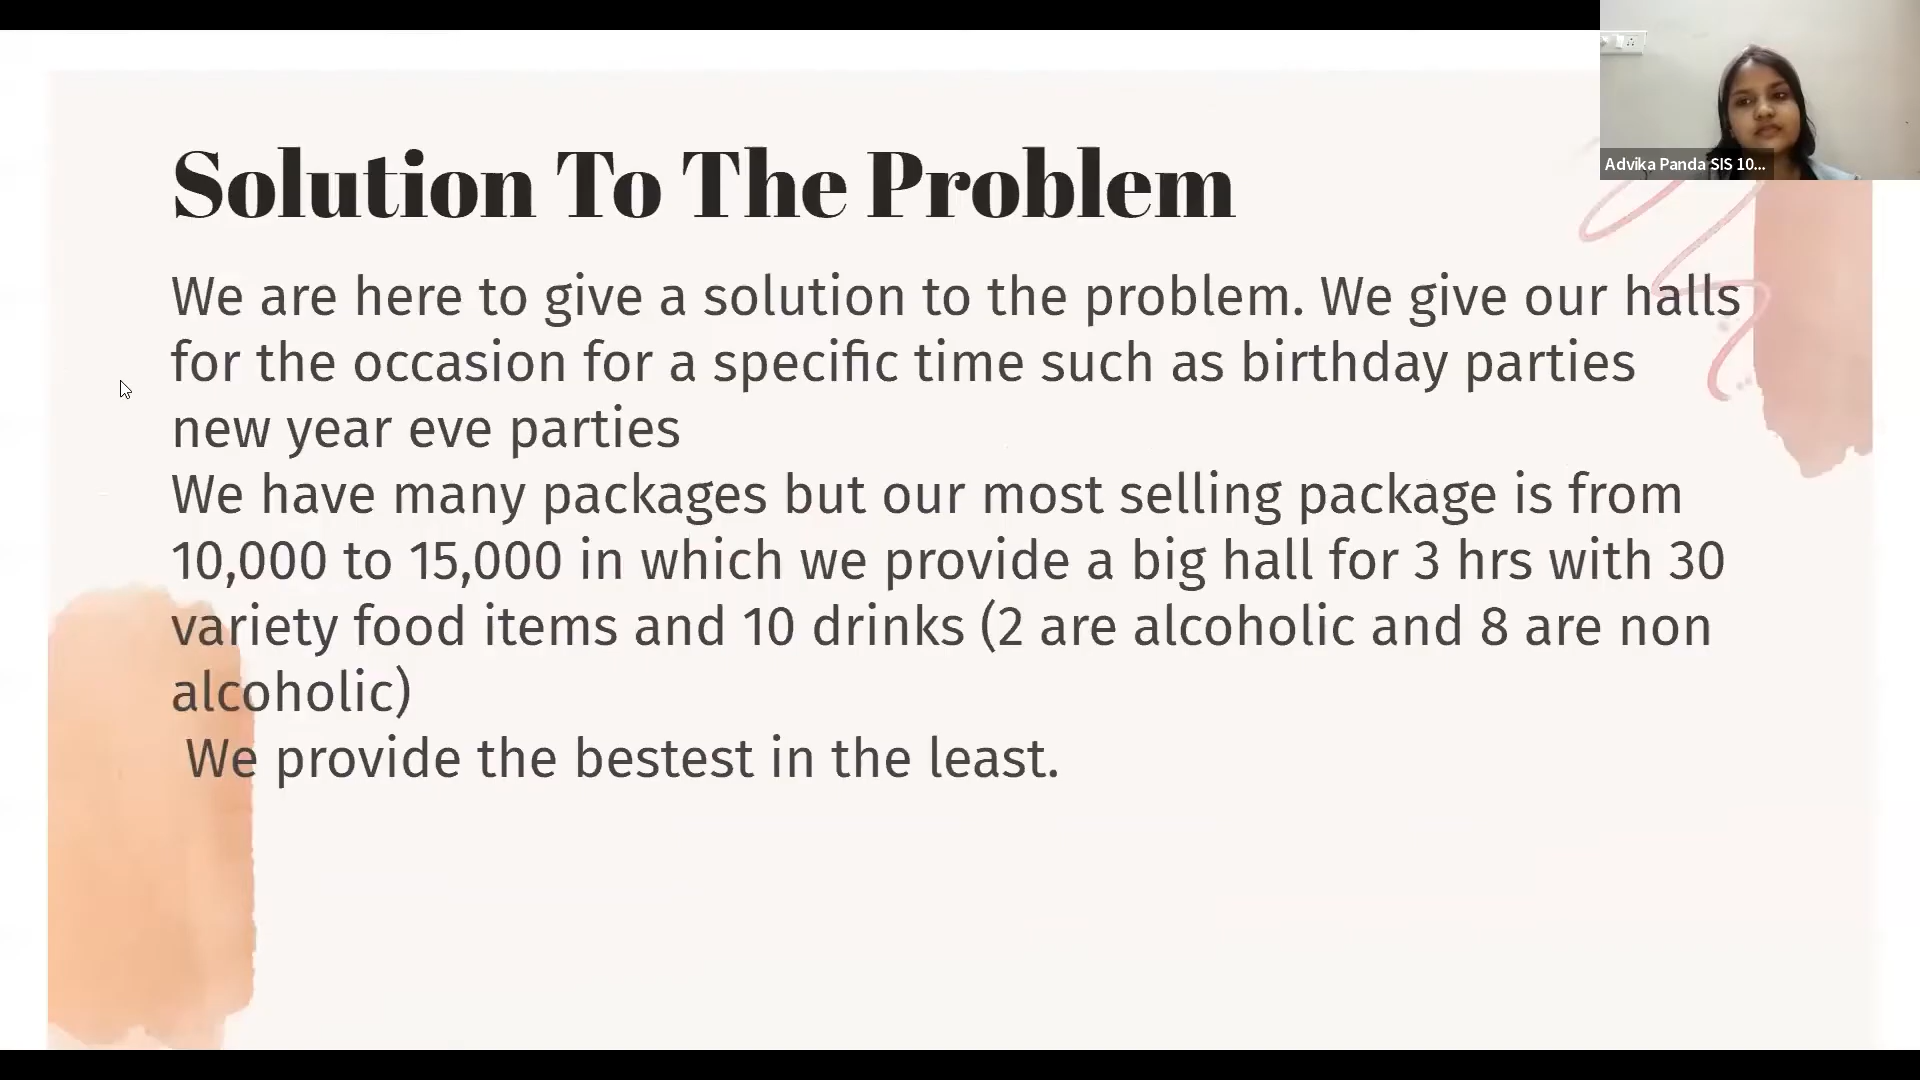 Solution To The Problem
We are here to give a solution to the problem. We give our halls
for the occasion for a specific time such as birthday parties
new year eve parties
We have many packages but our most selling package is from
10,000 to 15,000 in which we provide a big hall for 3 hrs with 30
variety food items and 10 drinks (2 are alcoholic and 8 are non
alcoholic)
We provide the bestest in the least.
Advika Panda SIS 10...